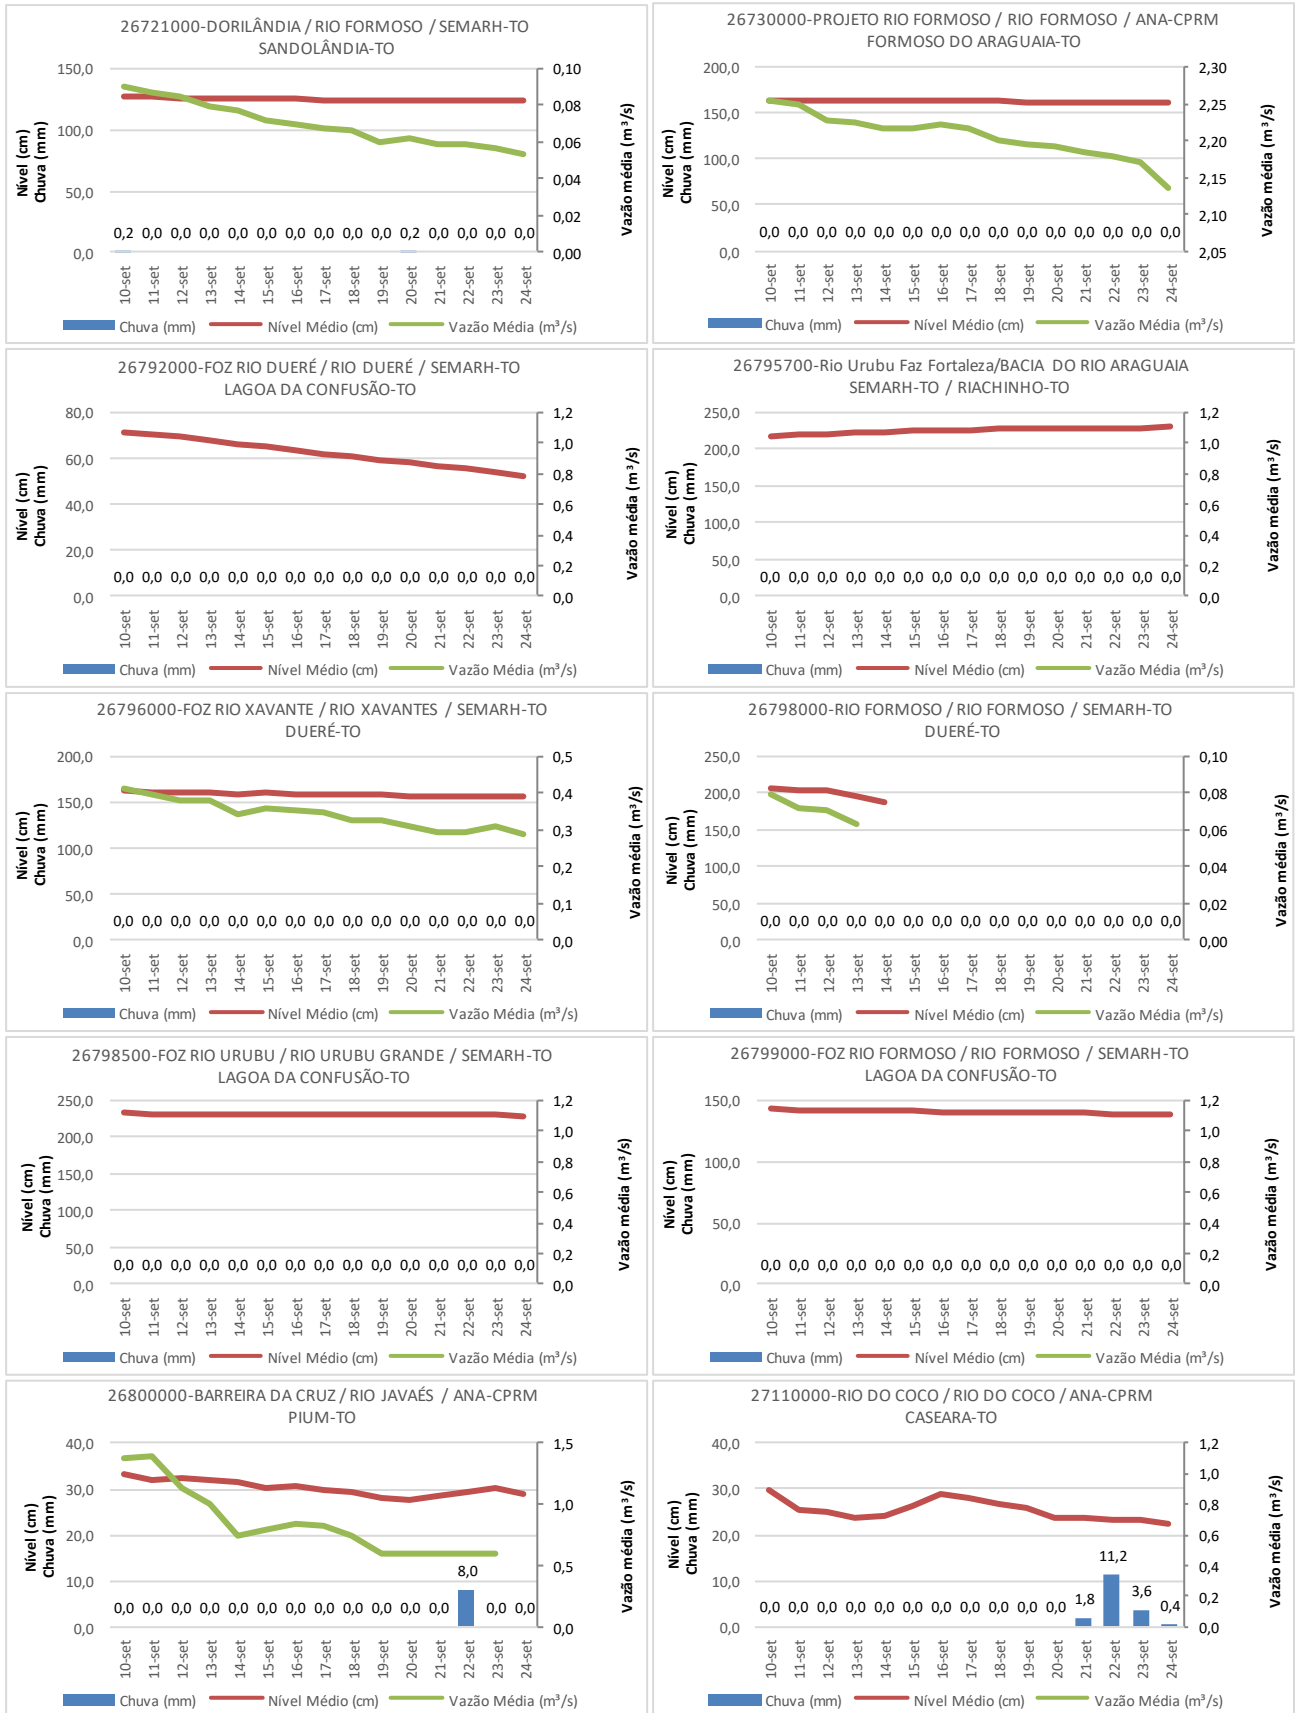 26721000-DORILÂNDIA / RIO FORMOSO / SEMARH-TO
SANDOLÂNDIA-TO
150,0
100,0
50,0
0,0
Nível (cm)
Chuva (mm)
0,10
0,08
0,06
0,04
0,02
0,00
Vazão média (m³/s)
0,2 0,0 0,0 0,0 0,0 0,0 0,0 0,0 0,0 0,0 0,2 0,0 0,0 0,0 0,0
10-set 11-set 12-set 13-set 14-set 15-set 16-set 17-set 18-set 19-set 20-set 21-set 22-set 23-set 24-set
Chuva (mm) Nível Médio (cm) Vazão Média (m³/s)
26730000-PROJETO RIO FORMOSO / RIO FORMOSO / ANA-CPRM
FORMOSO DO ARAGUAIA-TO
200,0
150,0
100,0
50,0
0,0
Nível (cm)
Chuva (mm)
2,30
2,25
2,20
2,15
2,10
2,05
Vazão média (m³/s)
0,0 0,0 0,0 0,0 0,0 0,0 0,0 0,0 0,0 0,0 0,0 0,0 0,0 0,0 0,0
10-set 11-set 12-set 13-set 14-set 15-set 16-set 17-set 18-set 19-set 20-set 21-set 22-set 23-set 24-set
Chuva (mm) Nível Médio (cm) Vazão Média (m³/s)
26792000-FOZ RIO DUERÉ / RIO DUERÉ / SEMARH-TO
LAGOA DA CONFUSÃO-TO
80,0
60,0
40,0
20,0
0,0
Nível (cm)
Chuva (mm)
1,2
1,0
0,8
0,6
0,4
0,2
0,0
Vazão média (m³/s)
0,0 0,0 0,0 0,0 0,0 0,0 0,0 0,0 0,0 0,0 0,0 0,0 0,0 0,0 0,0
10-set 11-set 12-set 13-set 14-set 15-set 16-set 17-set 18-set 19-set 20-set 21-set 22-set 23-set 24-set
Chuva (mm) Nível Médio (cm) Vazão Média (m³/s)
26795700-Rio Urubu Faz Fortaleza/BACIA DO RIO ARAGUAIA
SEMARH-TO / RIACHINHO-TO
250,0
200,0
150,0
100,0
50,0
0,0
Nível (cm)
Chuva (mm)
1,2
1,0
0,8
0,6
0,4
0,2
0,0
Vazão média (m³/s)
0,0 0,0 0,0 0,0 0,0 0,0 0,0 0,0 0,0 0,0 0,0 0,0 0,0 0,0 0,0
10-set 11-set 12-set 13-set 14-set 15-set 16-set 17-set 18-set 19-set 20-set 21-set 22-set 23-set 24-set
Chuva (mm) Nível Médio (cm) Vazão Média (m³/s)
26796000-FOZ RIO XAVANTE / RIO XAVANTES / SEMARH-TO
DUERÉ-TO
200,0
150,0
100,0
50,0
0,0
Nível (cm)
Chuva (mm)
0,5
0,4
0,3
0,2
0,1
0,0
Vazão média (m³/s)
0,0 0,0 0,0 0,0 0,0 0,0 0,0 0,0 0,0 0,0 0,0 0,0 0,0 0,0 0,0
10-set 11-set 12-set 13-set 14-set 15-set 16-set 17-set 18-set 19-set 20-set 21-set 22-set 23-set 24-set
Chuva (mm) Nível Médio (cm) Vazão Média (m³/s)
26798000-RIO FORMOSO / RIO FORMOSO / SEMARH-TO
DUERÉ-TO
250,0
200,0
150,0
100,0
50,0
0,0
Nível (cm)
Chuva (mm)
0,10
0,08
0,06
0,04
0,02
0,00
Vazão média (m³/s)
0,0 0,0 0,0 0,0 0,0 0,0 0,0 0,0 0,0 0,0 0,0 0,0 0,0 0,0 0,0
10-set 11-set 12-set 13-set 14-set 15-set 16-set 17-set 18-set 19-set 20-set 21-set 22-set 23-set 24-set
Chuva (mm) Nível Médio (cm) Vazão Média (m³/s)
26798500-FOZ RIO URUBU / RIO URUBU GRANDE / SEMARH-TO
LAGOA DA CONFUSÃO-TO
250,0
200,0
150,0
100,0
50,0
0,0
Nível (cm)
Chuva (mm)
1,2
1,0
0,8
0,6
0,4
0,2
0,0
Vazão média (m³/s)
0,0 0,0 0,0 0,0 0,0 0,0 0,0 0,0 0,0 0,0 0,0 0,0 0,0 0,0 0,0
10-set 11-set 12-set 13-set 14-set 15-set 16-set 17-set 18-set 19-set 20-set 21-set 22-set 23-set 24-set
Chuva (mm) Nível Médio (cm) Vazão Média (m³/s)
26799000-FOZ RIO FORMOSO / RIO FORMOSO / SEMARH-TO
LAGOA DA CONFUSÃO-TO
150,0
100,0
50,0
0,0
Nível (cm)
Chuva (mm)
1,2
1,0
0,8
0,6
0,4
0,2
0,0
Vazão média (m³/s)
0,0 0,0 0,0 0,0 0,0 0,0 0,0 0,0 0,0 0,0 0,0 0,0 0,0 0,0 0,0
10-set 11-set 12-set 13-set 14-set 15-set 16-set 17-set 18-set 19-set 20-set 21-set 22-set 23-set 24-set
Chuva (mm) Nível Médio (cm) Vazão Média (m³/s)
26800000-BARREIRA DA CRUZ / RIO JAVAÉS / ANA-CPRM
PIUM-TO
40,0
30,0
20,0
10,0
0,0
Nível (cm)
Chuva (mm)
1,5
1,0
0,5
0,0
Vazão média (m³/s)
0,0 0,0 0,0 0,0 0,0 0,0 0,0 0,0 0,0 0,0 0,0 0,0 8,0 0,0 0,0
10-set 11-set 12-set 13-set 14-set 15-set 16-set 17-set 18-set 19-set 20-set 21-set 22-set 23-set 24-set
Chuva (mm) Nível Médio (cm) Vazão Média (m³/s)
27110000-RIO DO COCO / RIO DO COCO / ANA-CPRM
CASEARA-TO
40,0
30,0
20,0
10,0
0,0
Nível (cm)
Chuva (mm)
1,2
1,0
0,8
0,6
0,4
0,2
0,0
Vazão média (m³/s)
0,0 0,0 0,0 0,0 0,0 0,0 0,0 0,0 0,0 0,0 0,0 1,8 11,2 3,6 0,4
10-set 11-set 12-set 13-set 14-set 15-set 16-set 17-set 18-set 19-set 20-set 21-set 22-set 23-set 24-set
Chuva (mm) Nível Médio (cm) Vazão Média (m³/s)